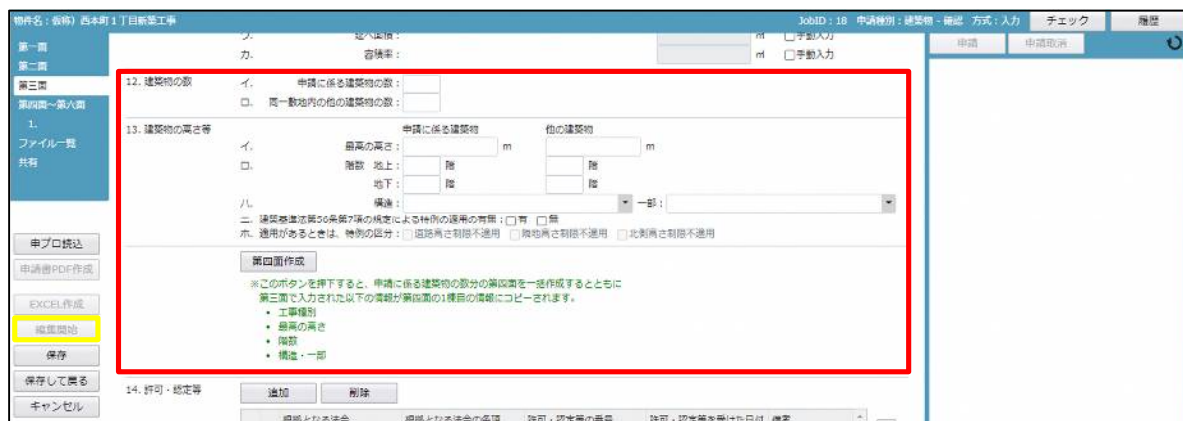 物件名：仮称）西本町１丁目新築工事
JobID：18 申請種別：建築物 - 確認 方式：入力
チェック
履歴
申請
申請取消
第一面
第二面
第三面
第四面～第六面
1.
ファイル一覧
共有
申プロ読込
申請書PDF作成
EXCEL作成
編集開始
保存
保存して戻る
キャンセル
ワ. 延べ面積： ㎡ 手動入力
カ. 容積率： ㎡ 手動入力
12. 建築物の数 イ. 申請に係る建築物の数：
ロ. 同一敷地内の他の建築物の数：
13. 建築物の高さ等 申請に係る建築物 他の建築物
イ. 最高の高さ： m m
ロ. 階数 地上： 階 階
地下： 階 階
ハ. 構造： 一部：
ニ. 建築基準法第56条第7項の規定による特例の適用の有無： 有 無
ホ. 適用があるときは、特例の区分： 道路高さ制限不適用 隣地高さ制限不適用 北側高さ制限不適用
第四面作成
※このボタンを押下すると、申請に係る建築物の数分の第四面を一括作成するとともに
第三面で入力された以下の情報が第四面の1棟目の情報にコピーされます。
• 工事種別
• 最高の高さ
• 階数
• 構造・一部
14. 許可・認定等 追加 削除
根拠となる法令 根拠となる法令の条項 許可・認定等の番号 許可・認定等を受けた日付 備考